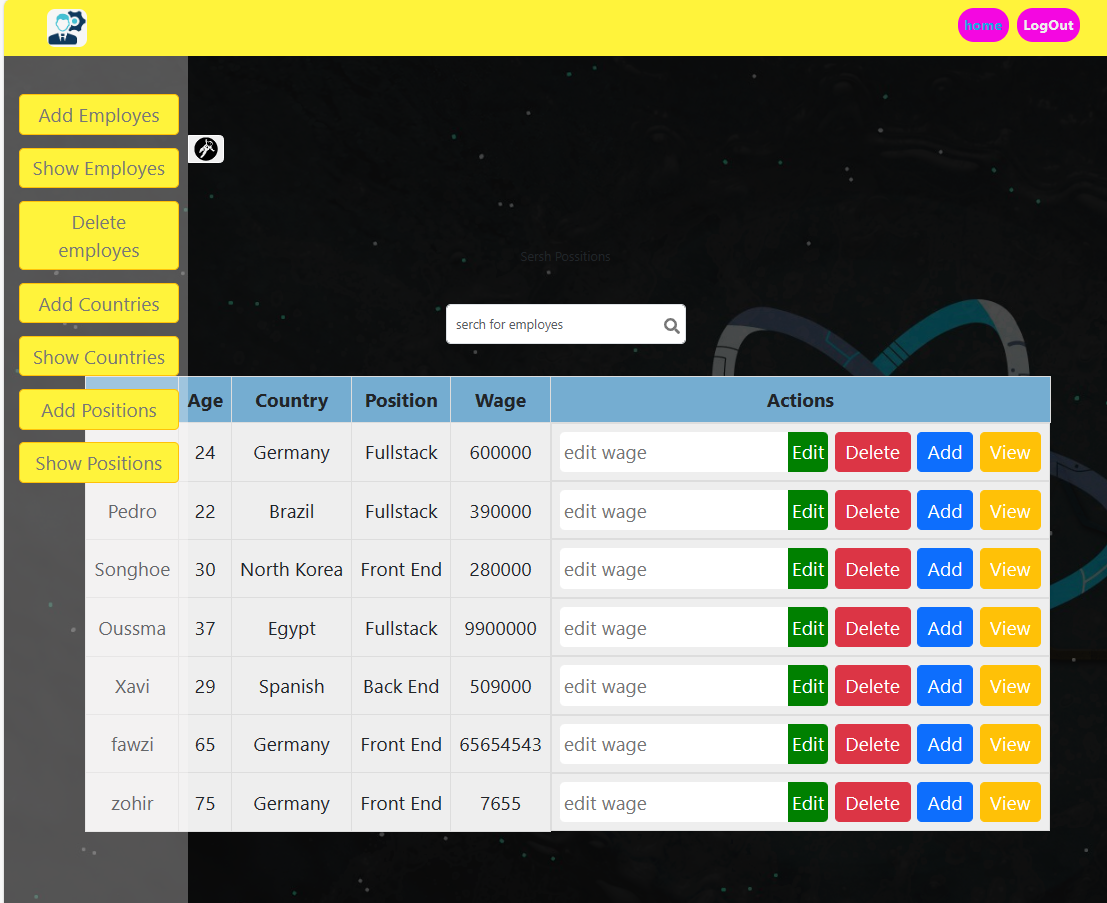 home LogOut
Add Employes
Show Employes
Delete
employes
Add Countries
Show Countries
Add Positions
Show Positions
Sersh Possitions
serch for employes
Age Country Position Wage Actions
24 Germany Fullstack 600000 edit wage Edit Delete Add View
Pedro 22 Brazil Fullstack 390000 edit wage Edit Delete Add View
Songhoe 30 North Korea Front End 280000 edit wage Edit Delete Add View
Oussma 37 Egypt Fullstack 9900000 edit wage Edit Delete Add View
Xavi 29 Spanish Back End 509000 edit wage Edit Delete Add View
fawzi 65 Germany Front End 65654543 edit wage Edit Delete Add View
zohir 75 Germany Front End 7655 edit wage Edit Delete Add View